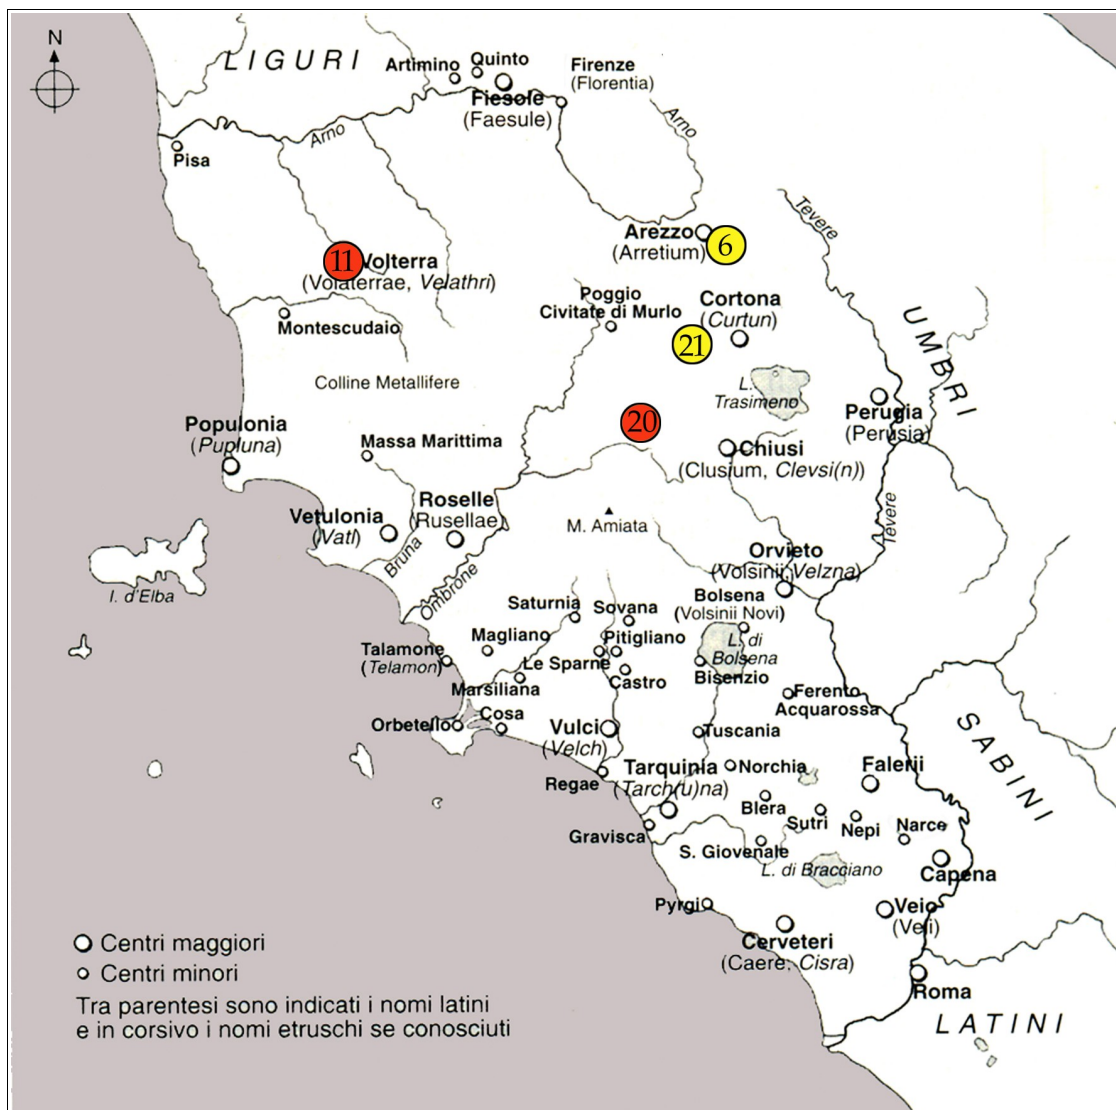 N
LIGURI
Artimino
Quinto
Firenze
(Florentia)
Fiesole
(Faesule)
Arno
Arno
Pisa
Tevere
Arezzo
(Arretium)
6
11
Volterra
(Volaterrae, Velathri)
Poggio
Civitate di Murlo
Cortona
(Curtun)
Montescudaio
21
UMBRI
Colline Metallifere
L.
Trasimeno
Perugia
(Perusia)
20
Populonia
(Pupluna)
Massa Marittima
Chiusi
(Clusium, Clevsi(n))
Vetulonia
(Vatl)
Roselle
(Rusellae)
M. Amiata
Tevere
Bruna
Ombrone
Orvieto
(Volsinii, Velzna)
I. d'Elba
Bolsena
(Volsinii Novi)
Saturnia
Sovana
Magliano
Pitigliano
L. di
Bolsena
Talamone
(Telamon)
Le Sparne
Bisenzio
Marsiliana
Castro
Ferento
Acquarossa
Orbetello
Cosa
Vulci
(Velch)
Tuscania
SABINI
Regae
Tarquinia
(Tarch(u)na)
Norchia
Falerii
Blera
Sutri
Nepi
Narce
Gravisca
S. Giovenale
L. di Bracciano
Capena
Pyrgi
Veio
(Veii)
Cerveteri
(Caere, Cisra)
Roma
LATINI
Centri maggiori
Centri minori
Tra parentesi sono indicati i nomi latini
e in corsivo i nomi etruschi se conosciuti